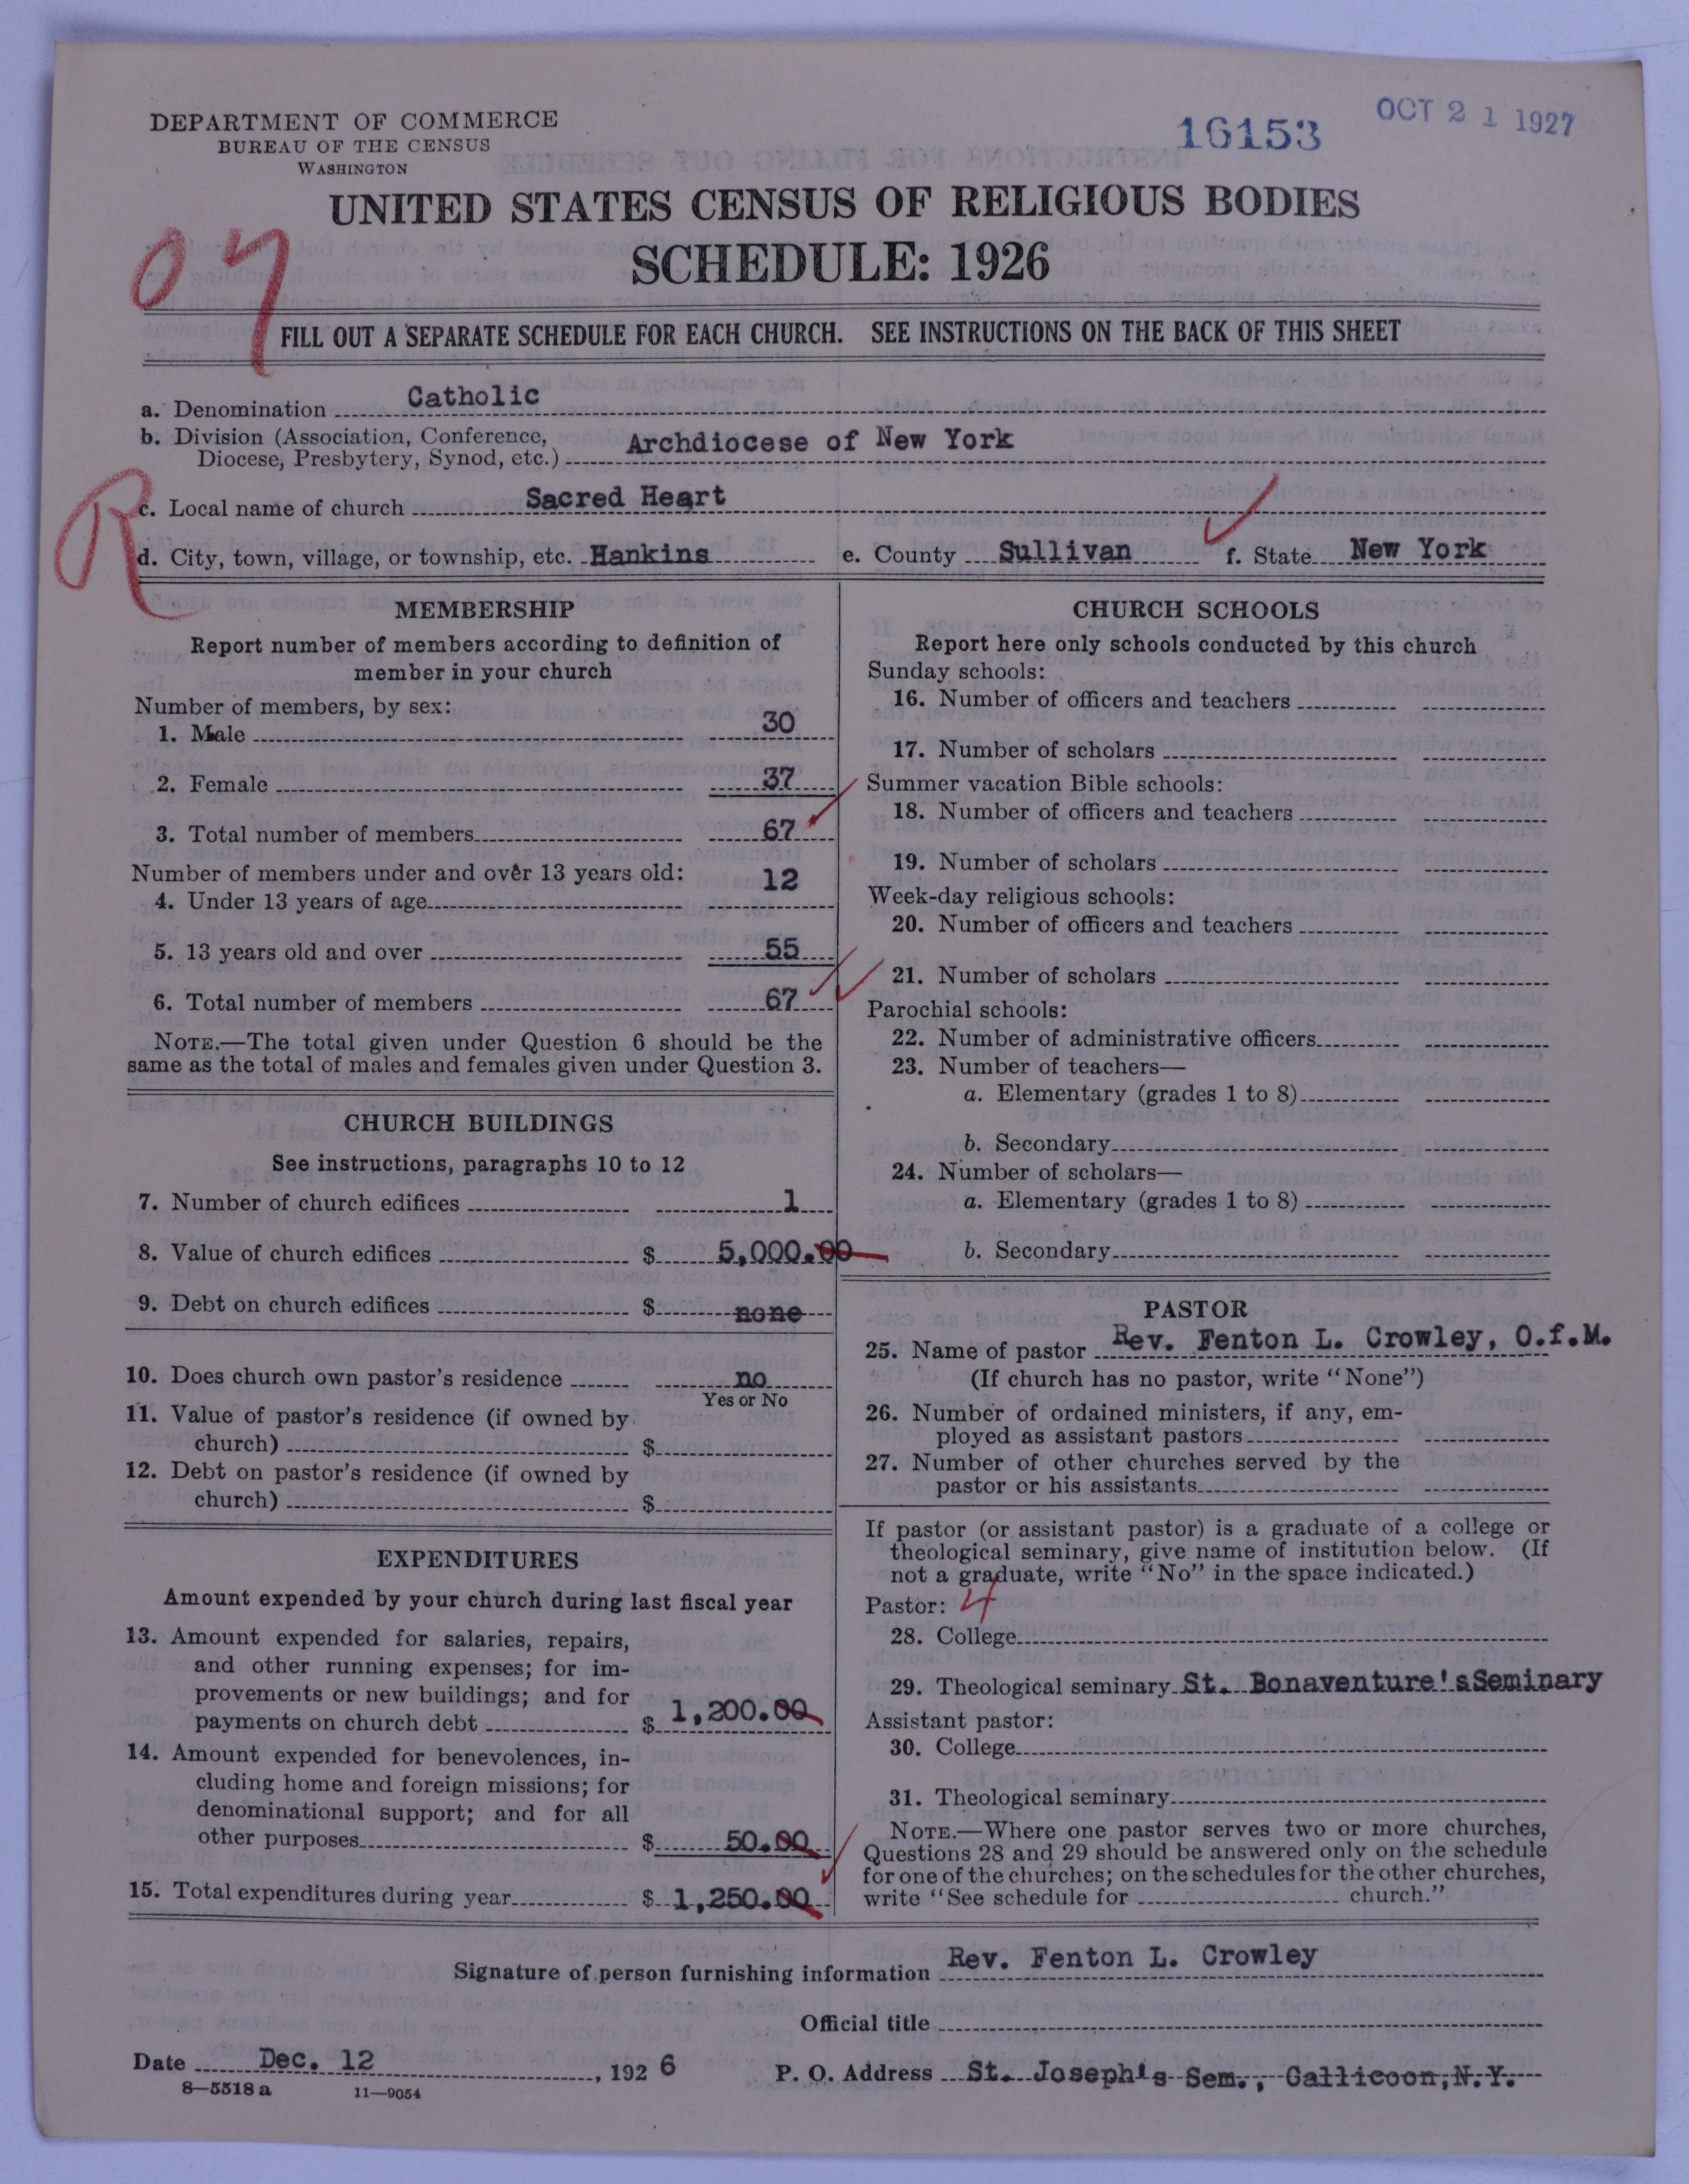 DEPARTMENT OF COMMERCE
BUREAU OF THE CENSUS
WASHINGTON
16153
OCT 21 1927
UNITED STATES CENSUS OF RELIGIOUS BODIES
SCHEDULE: 1926
07
FILL OUT A SEPARATE SCHEDULE FOR EACH CHURCH. SEE INSTRUCTIONS ON THE BACK OF THIS SHEET
a. Denomination Catholic
b. Division (Association, Conference,
Diocese, Presbytery, Synod, etc.) Archdiocese of New York
R
c. Local name of church Sacred Heart
d. City, town, village, or township, etc. Hankins e. County Sullivan f. State New York
MEMBERSHIP
Report number of members according to definition of
member in your church
Number of members, by sex:
1. Male 30
2. Female 37
3. Total number of members 67
Number of members under and over 13 years old:
4. Under 13 years of age 12
5. 13 years old and over 55
6. Total number of members 67
NOTE.—The total given under Question 6 should be the
same as the total of males and females given under Question 3.
CHURCH BUILDINGS
See instructions, paragraphs 10 to 12
7. Number of church edifices 1
8. Value of church edifices $ 5,000.00
9. Debt on church edifices $ none
10. Does church own pastor's residence no
Yes or No
11. Value of pastor's residence (if owned by
church) $
12. Debt on pastor's residence (if owned by
church) $
EXPENDITURES
Amount expended by your church during last fiscal year
13. Amount expended for salaries, repairs,
and other running expenses; for im-
provements or new buildings; and for
payments on church debt $ 1,200.00
14. Amount expended for benevolences, in-
cluding home and foreign missions; for
denominational support; and for all
other purposes $ 50.00
15. Total expenditures during year $ 1,250.00
CHURCH SCHOOLS
Report here only schools conducted by this church
Sunday schools:
16. Number of officers and teachers
17. Number of scholars
Summer vacation Bible schools:
18. Number of officers and teachers
19. Number of scholars
Week-day religious schools:
20. Number of officers and teachers
21. Number of scholars
Parochial schools:
22. Number of administrative officers
23. Number of teachers—
a. Elementary (grades 1 to 8)
b. Secondary
24. Number of scholars—
a. Elementary (grades 1 to 8)
b. Secondary
PASTOR
25. Name of pastor Rev. Fenton L. Crowley, O.f.M.
(If church has no pastor, write "None")
26. Number of ordained ministers, if any, em-
ployed as assistant pastors
27. Number of other churches served by the
pastor or his assistants
If pastor (or assistant pastor) is a graduate of a college or
theological seminary, give name of institution below. (If
not a graduate, write "No" in the space indicated.)
Pastor: 4
28. College
29. Theological seminary St. Bonaventure'sSeminary
Assistant pastor:
30. College
31. Theological seminary
NOTE.—Where one pastor serves two or more churches,
Questions 28 and 29 should be answered only on the schedule
for one of the churches; on the schedules for the other churches,
write "See schedule for church."
Signature of person furnishing information Rev. Fenton L. Crowley
Official title
Date Dec. 12, 1926 P. O. Address St. Joseph's Sem., Gallicoon, N.Y.
8—5518 a 11—9054